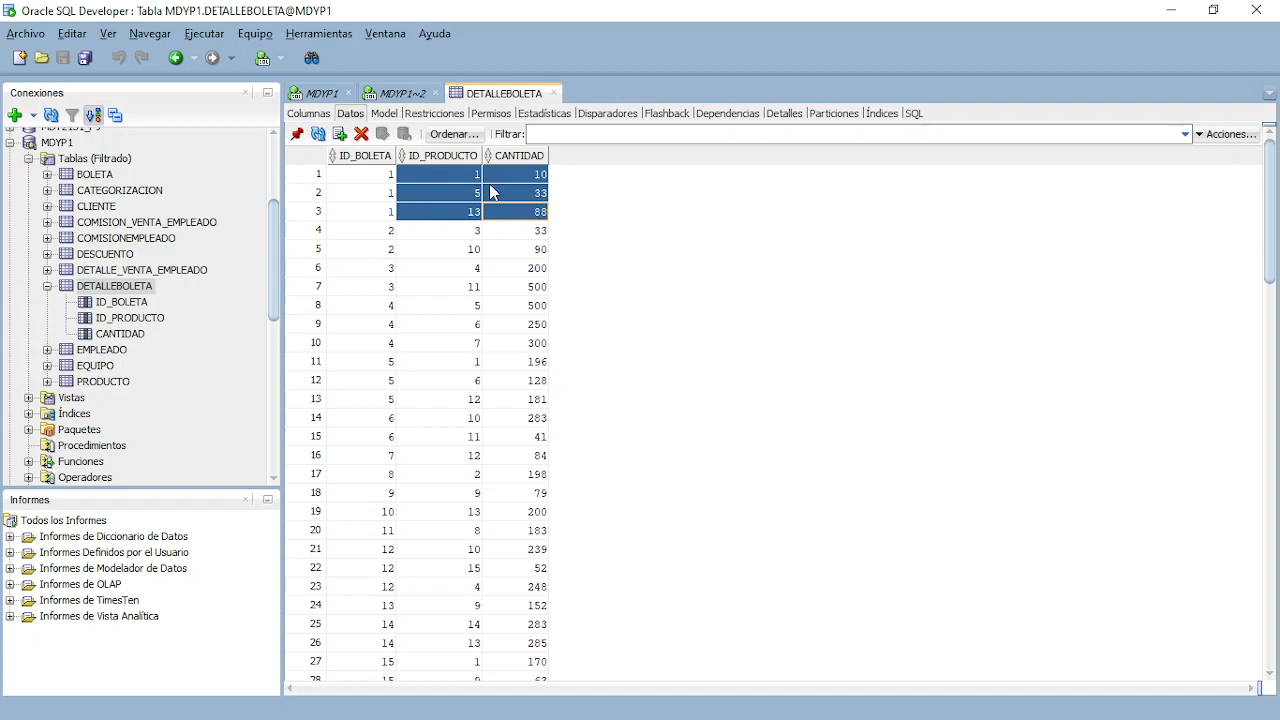 Oracle SQL Developer : Tabla MDYP1.DETALLEBOLETA@MDYP1
Archivo Editar Ver Navegar Ejecutar Equipo Herramientas Ventana Ayuda
Conexiones
MDYP1
Tablas (Filtrado)
BOLETA
CATEGORIZACION
CLIENTE
COMISION_VENTA_EMPLEADO
COMISIONEMPLEADO
DESCUENTO
DETALLE_VENTA_EMPLEADO
DETALLEBOLETA
ID_BOLETA
ID_PRODUCTO
CANTIDAD
EMPLEADO
EQUIPO
PRODUCTO
Vistas
Índices
Paquetes
Procedimientos
Funciones
Operadores
Informes
Todos los Informes
Informes de Diccionario de Datos
Informes Definidos por el Usuario
Informes de Modelador de Datos
Informes de OLAP
Informes de TimesTen
Informes de Vista Analítica
MDYP1 MDYP1~2 DETALLEBOLETA
Columnas Datos Model Restricciones Permisos Estadísticas Disparadores Flashback Dependencias Detalles Particiones Índices SQL
Ordenar... Filtrar: Acciones...
ID_BOLETA ID_PRODUCTO CANTIDAD
1 1 1 10
2 1 5 33
3 1 13 88
4 2 3 33
5 2 10 90
6 3 4 200
7 3 11 500
8 4 5 500
9 4 6 250
10 4 7 300
11 5 1 196
12 5 6 128
13 5 12 181
14 6 10 283
15 6 11 41
16 7 12 84
17 8 2 198
18 9 9 79
19 10 13 200
20 11 8 183
21 12 10 239
22 12 15 52
23 12 4 248
24 13 9 152
25 14 14 283
26 14 13 285
27 15 1 170